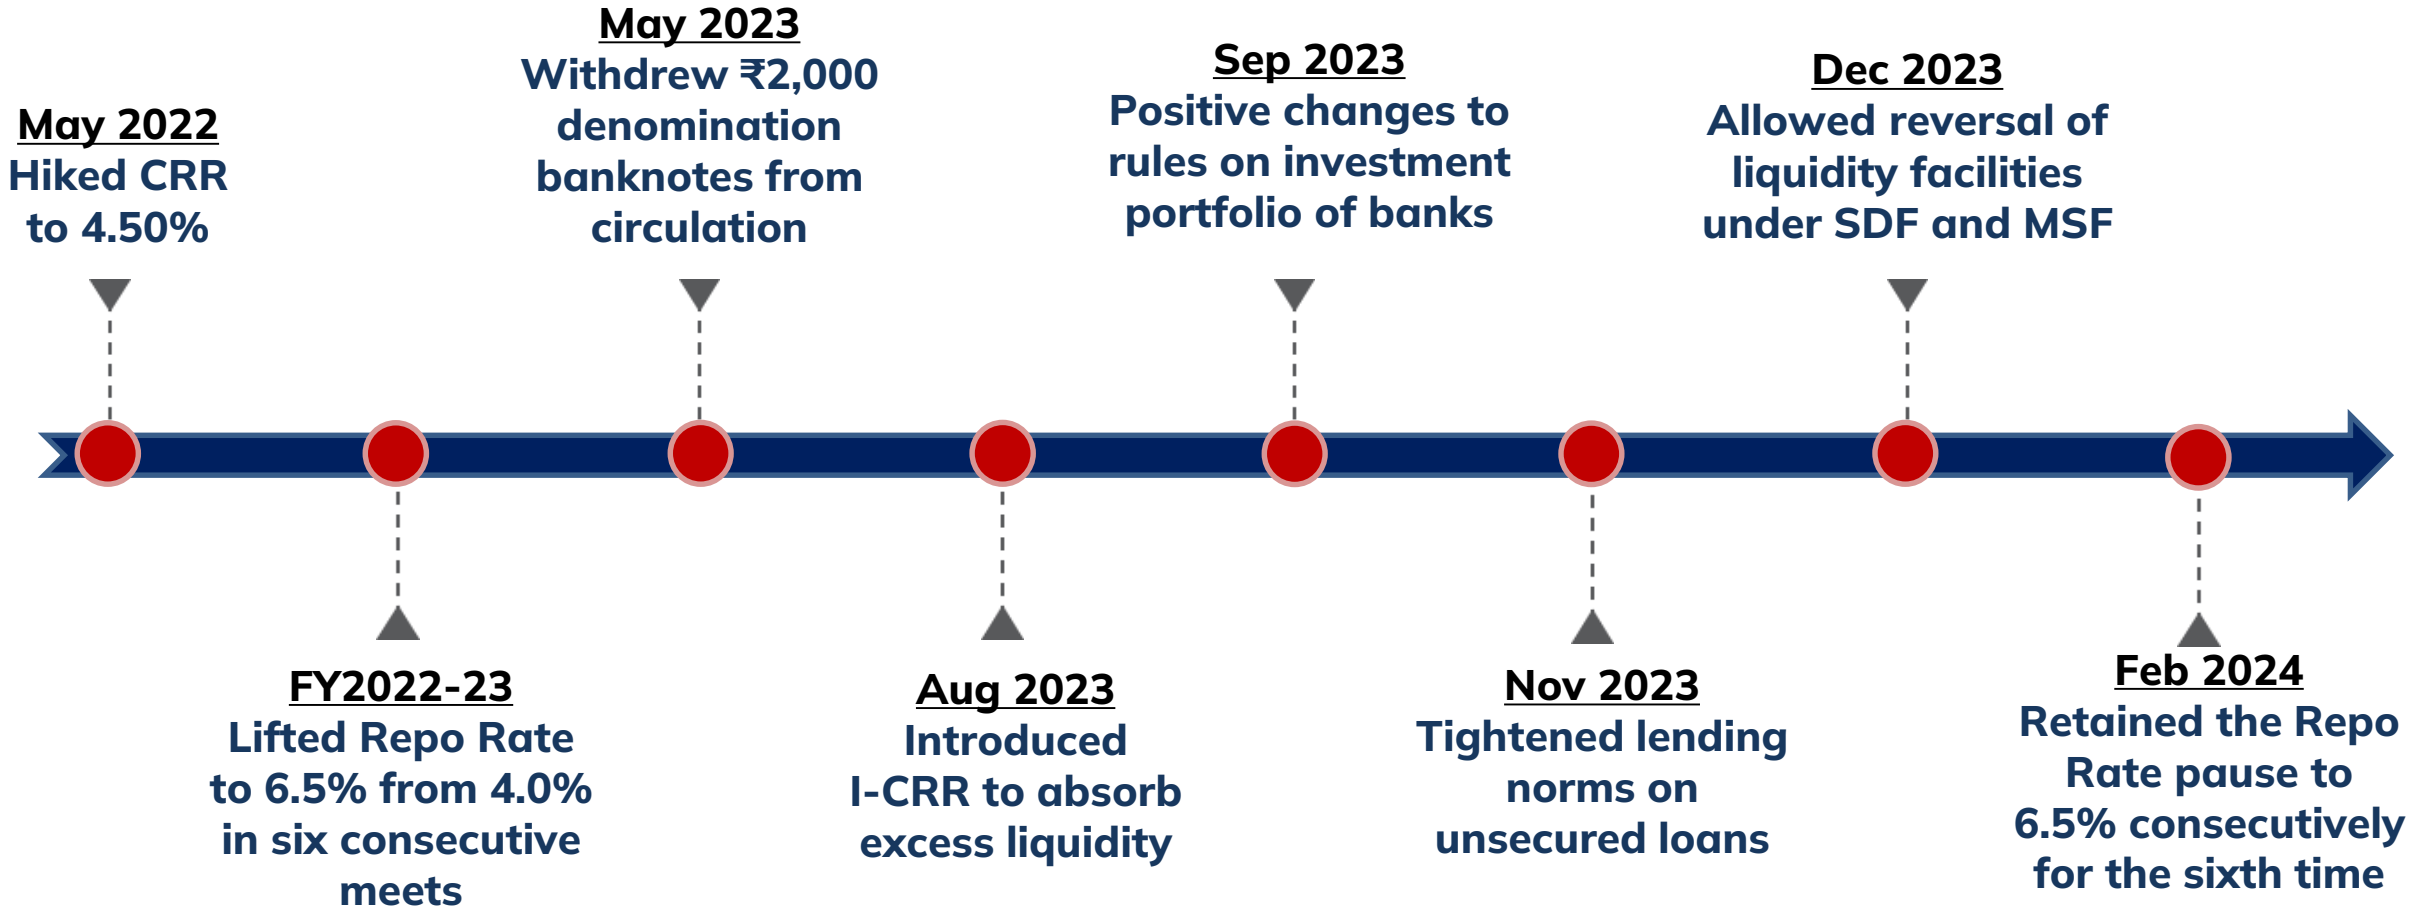 May 2022
Hiked CRR
to 4.50%
FY2022-23
Lifted Repo Rate
to 6.5% from 4.0%
in six consecutive
meets
May 2023
Withdrew ₹2,000
denomination
banknotes from
circulation
Aug 2023
Introduced
I-CRR to absorb
excess liquidity
Sep 2023
Positive changes to
rules on investment
portfolio of banks
Nov 2023
Tightened lending
norms on
unsecured loans
Dec 2023
Allowed reversal of
liquidity facilities
under SDF and MSF
Feb 2024
Retained the Repo
Rate pause to
6.5% consecutively
for the sixth time